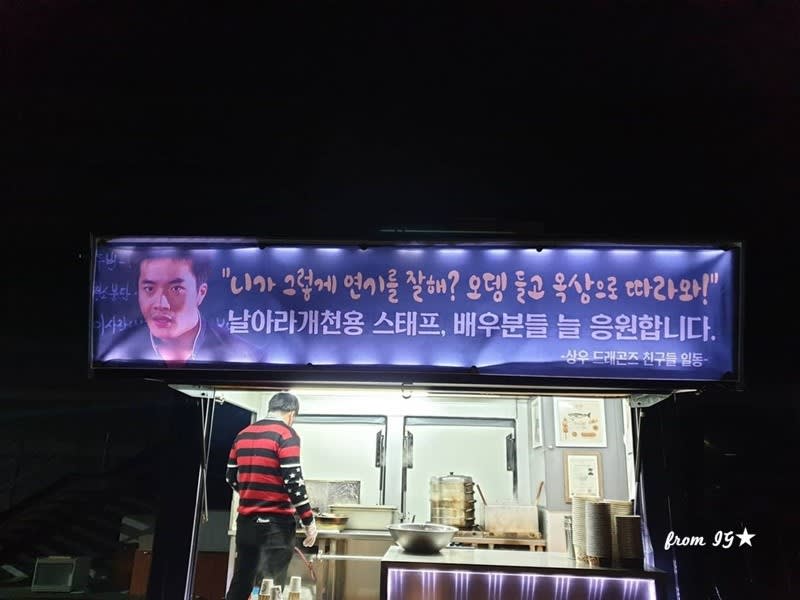 "니가 그렇게 연기를 잘해? 오뎅 들고 옥상으로 따라와!"
날아라개천용 스태프, 배우분들 늘 응원합니다.
-상우 드래곤즈 친구들 일동-
from IG★